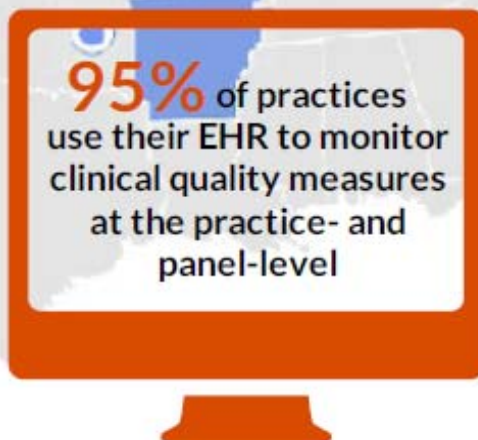 95% of practices
use their EHR to monitor
clinical quality measures
at the practice- and
panel-level